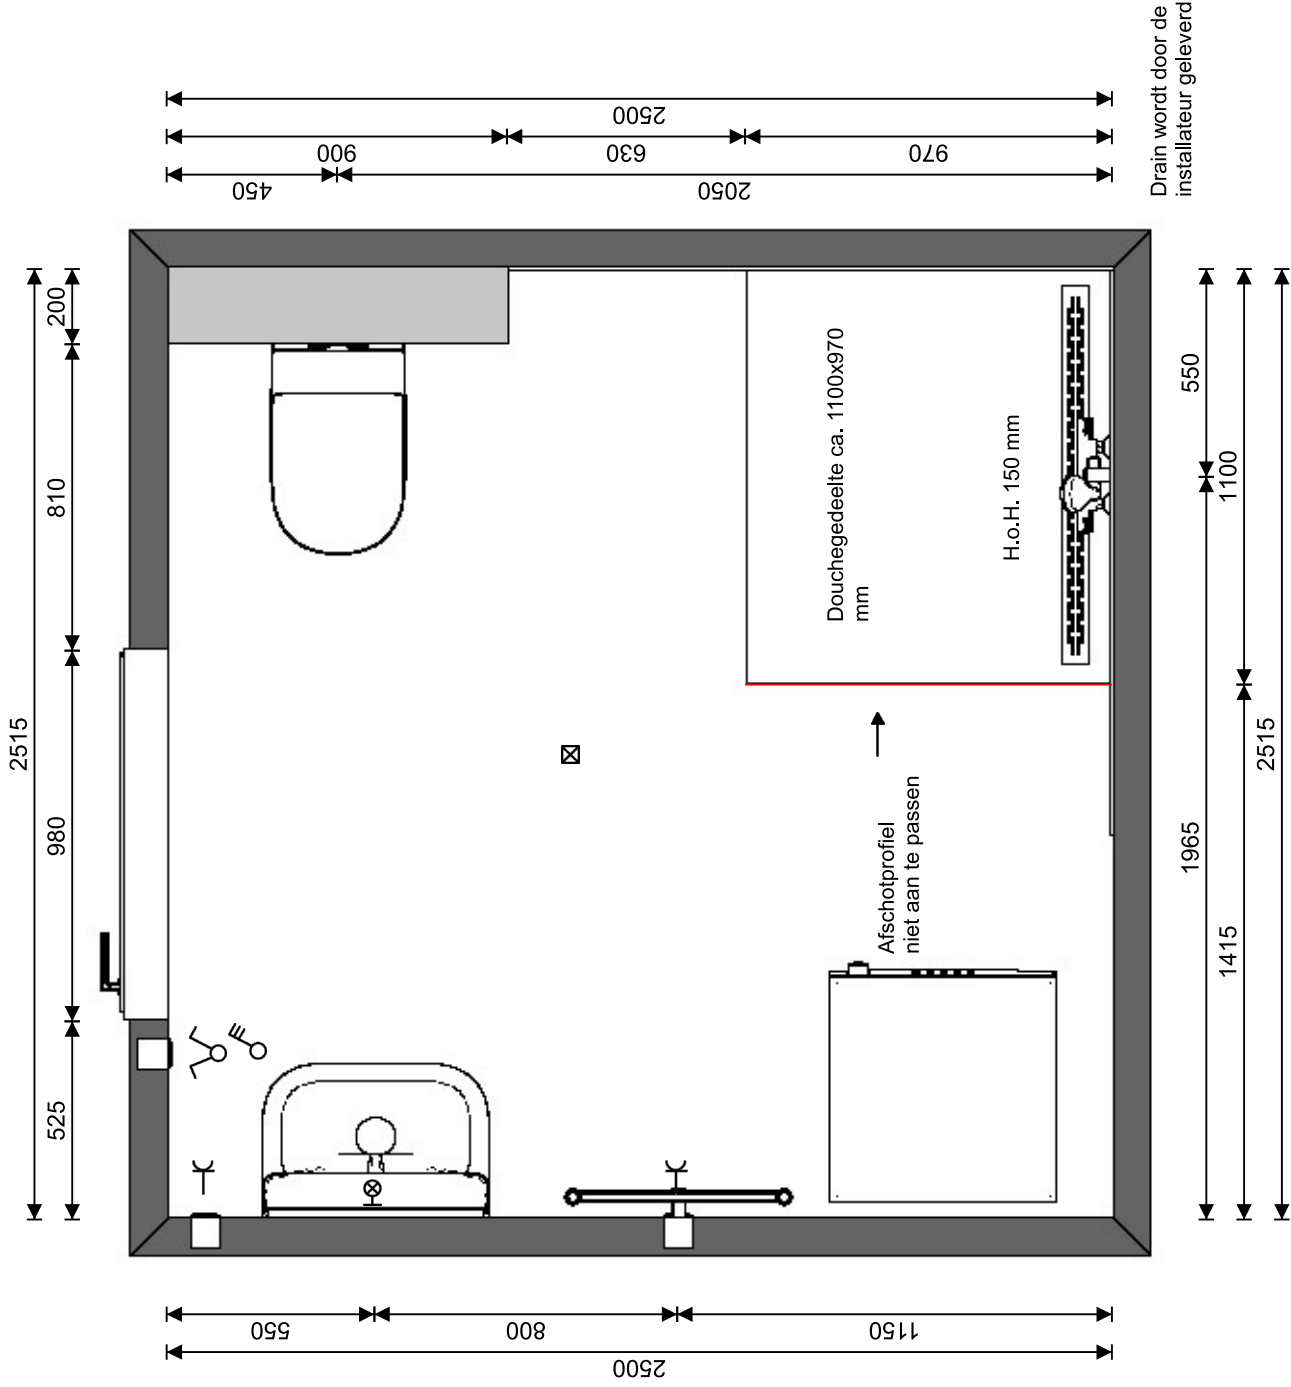 2500
900
630
970
450
2050
Drain wordt door de
installateur geleverd
2515
200
810
980
525
Douchegedeelte ca. 1100x970
mm
H.o.H. 150 mm
Afschotprofiel
niet aan te passen
550
1965
1100
1415
2515
550
800
1150
2500